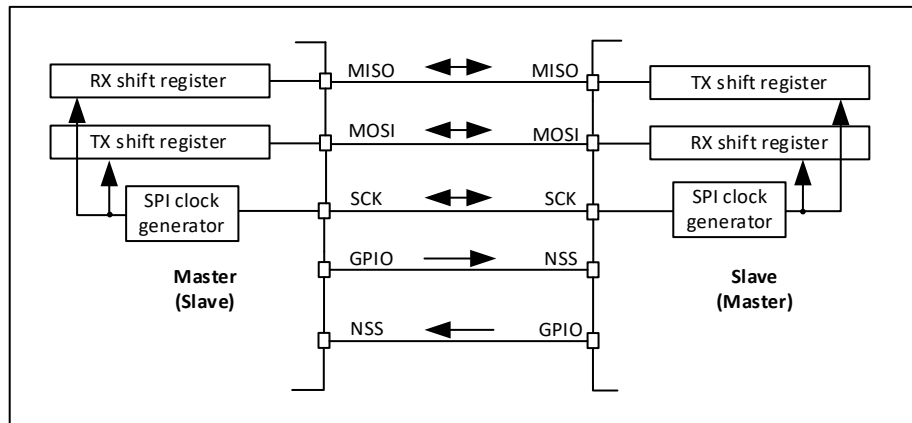 RX shift register
MISO
MISO
TX shift register
TX shift register
MOSI
MOSI
RX shift register
SPI clock
generator
SCK
SCK
SPI clock
generator
GPIO
NSS
Master
(Slave)
Slave
(Master)
NSS
GPIO